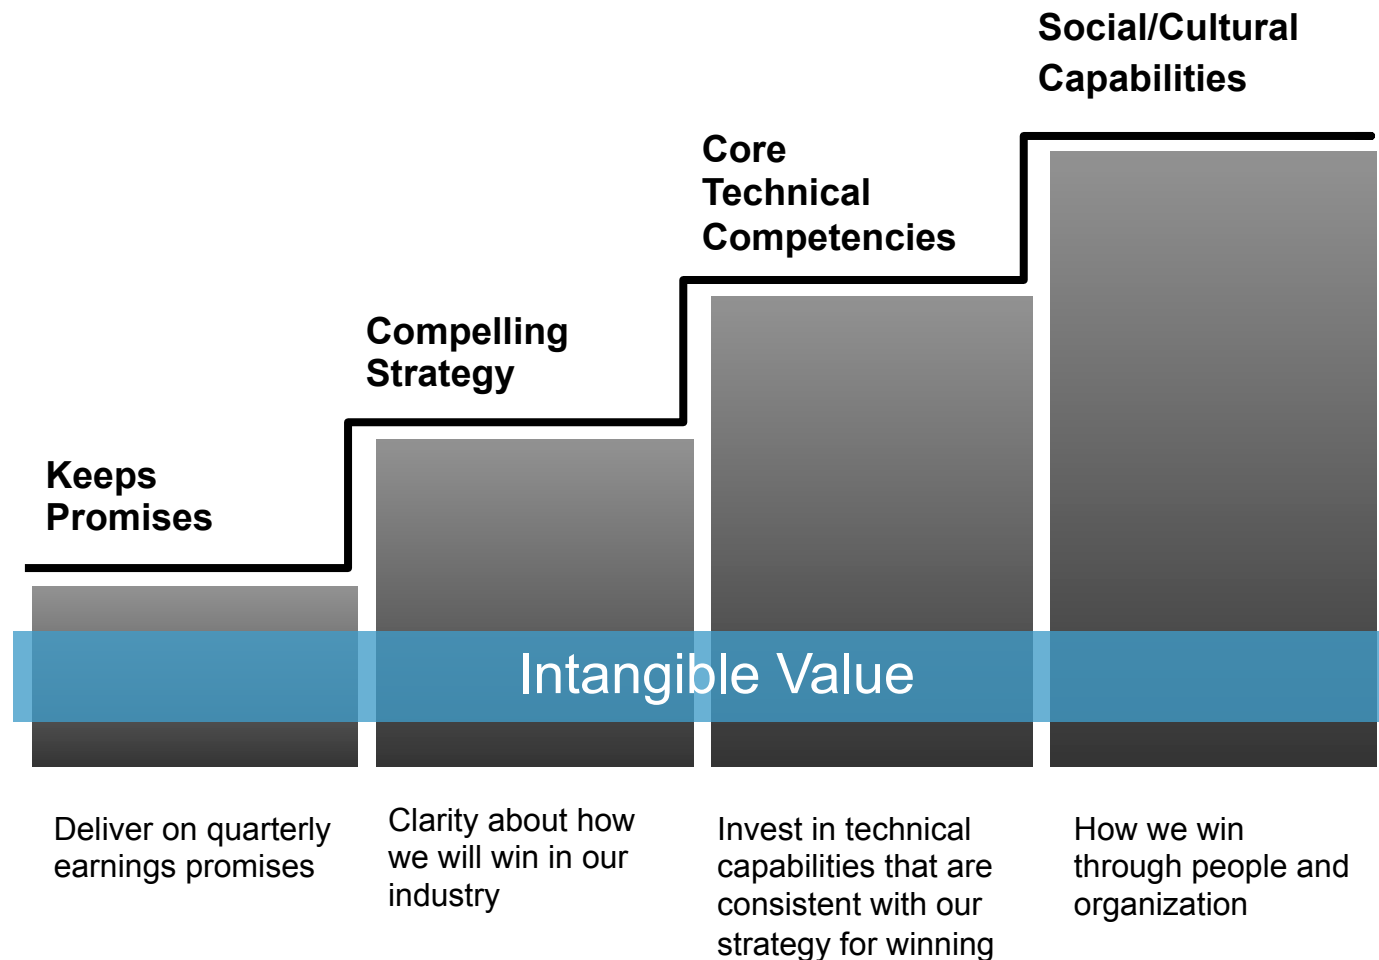 Social/Cultural
Capabilities
Core
Technical
Competencies
Compelling
Strategy
Keeps
Promises
Intangible Value
Deliver on quarterly
earnings promises
Clarity about how
we will win in our
industry
Invest in technical
capabilities that are
consistent with our
strategy for winning
How we win
through people and
organization